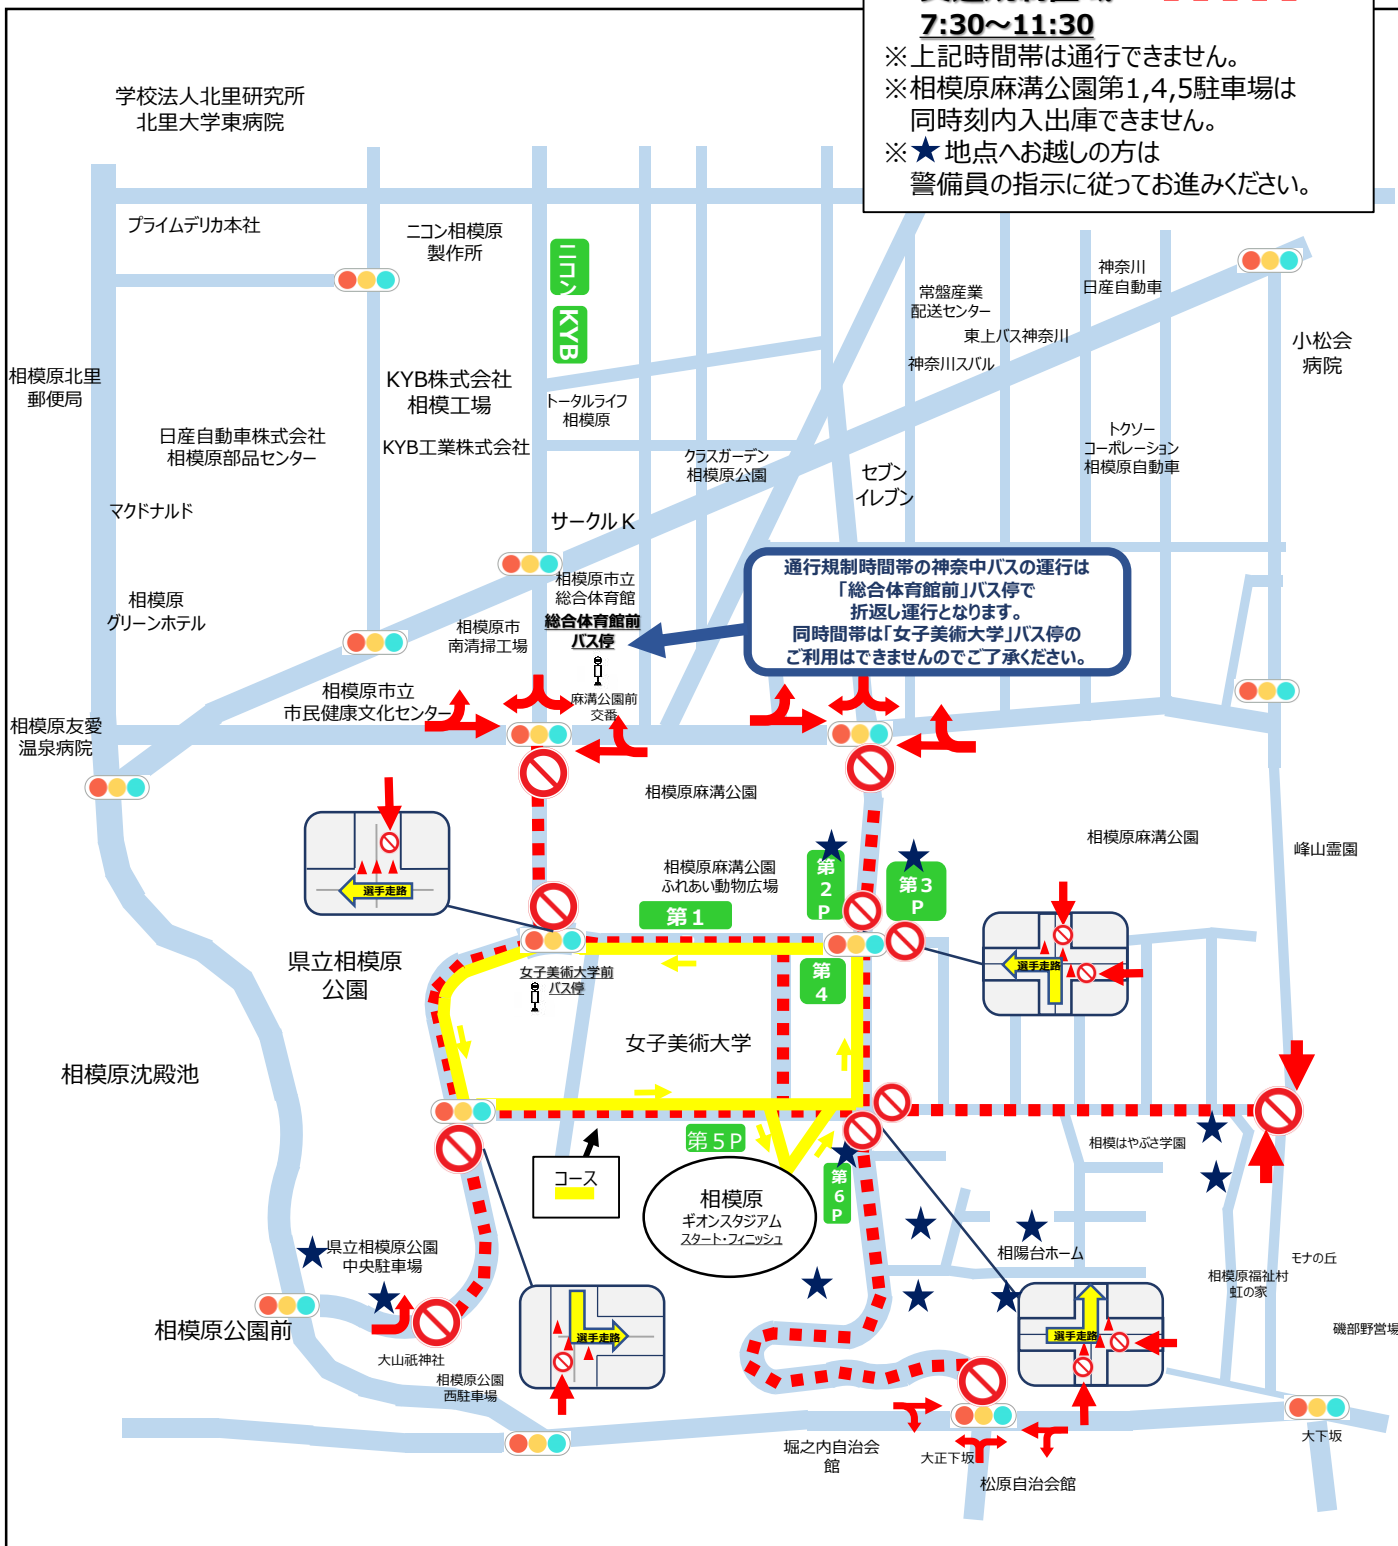 7:30～11:30
※上記時間帯は通行できません。
※相模原麻溝公園第1,4,5駐車場は
同時刻内入出庫できません。
※★地点へお越しの方は
警備員の指示に従ってお進みください。
学校法人北里研究所
北里大学東病院
プライムデリカ本社
ニコン相模原
製作所
ニコン
KYB
神奈川
日産自動車
常盤産業
配送センター
東上バス神奈川
神奈川スバル
小松会
病院
相模原北里
郵便局
KYB株式会社
相模工場
トータルライフ
相模原
日産自動車株式会社
相模原部品センター
KYB工業株式会社
クラスガーデン
相模原公園
セブン
イレブン
トクソー
コーポレーション
相模原自動車
マクドナルド
サークルK
相模原市立
総合体育館
総合体育館前
バス停
通行規制時間帯の神奈中バスの運行は
「総合体育館前」バス停で
折返し運行となります。
同時間帯は「女子美術大学」バス停の
ご利用はできませんのでご了承ください。
相模原
グリーンホテル
相模原市
南清掃工場
相模原市立
市民健康文化センター
麻溝公園前
交番
相模原友愛
温泉病院
相模原麻溝公園
相模原麻溝公園
峰山霊園
相模原麻溝公園
ふれあい動物広場
第2P
第3P
選手走路
第1
県立相模原
公園
女子美術大学前
バス停
第4
選手走路
女子美術大学
相模原沈殿池
第5P
相模はやぶさ学園
コース
相模原
ギオンスタジアム
スタート・フィニッシュ
第6P
県立相模原公園
中央駐車場
相陽台ホーム
モナの丘
相模原福祉村
虹の家
相模原公園前
選手走路
選手走路
磯部野営場
大山祇神社
相模原公園
西駐車場
堀之内自治会
館
大正下坂
松原自治会館
大下坂